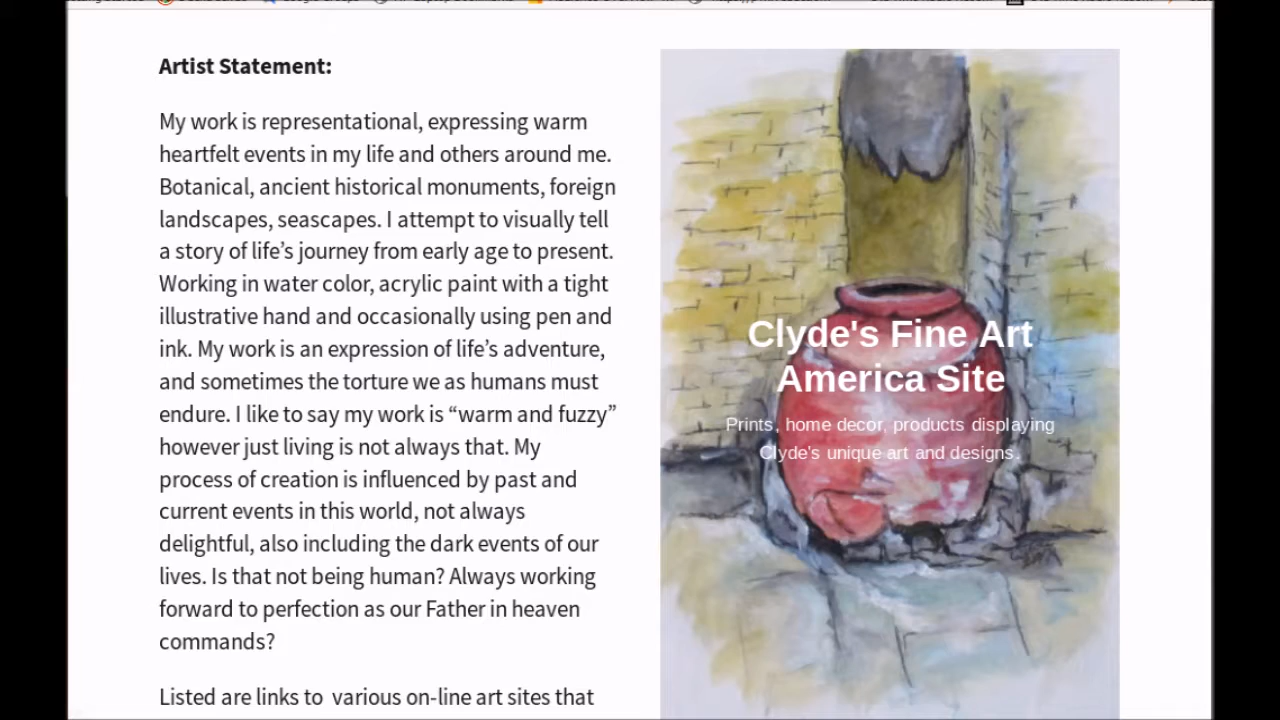 Artist Statement:
My work is representational, expressing warm
heartfelt events in my life and others around me.
Botanical, ancient historical monuments, foreign
landscapes, seascapes. I attempt to visually tell
a story of life’s journey from early age to present.
Working in water color, acrylic paint with a tight
illustrative hand and occasionally using pen and
ink. My work is an expression of life’s adventure,
and sometimes the torture we as humans must
endure. I like to say my work is “warm and fuzzy”
however just living is not always that. My
process of creation is influenced by past and
current events in this world, not always
delightful, also including the dark events of our
lives. Is that not being human? Always working
forward to perfection as our Father in heaven
commands?
Listed are links to  various on-line art sites that
Clyde's Fine Art
America Site
Prints, home decor, products displaying
Clyde's unique art and designs.